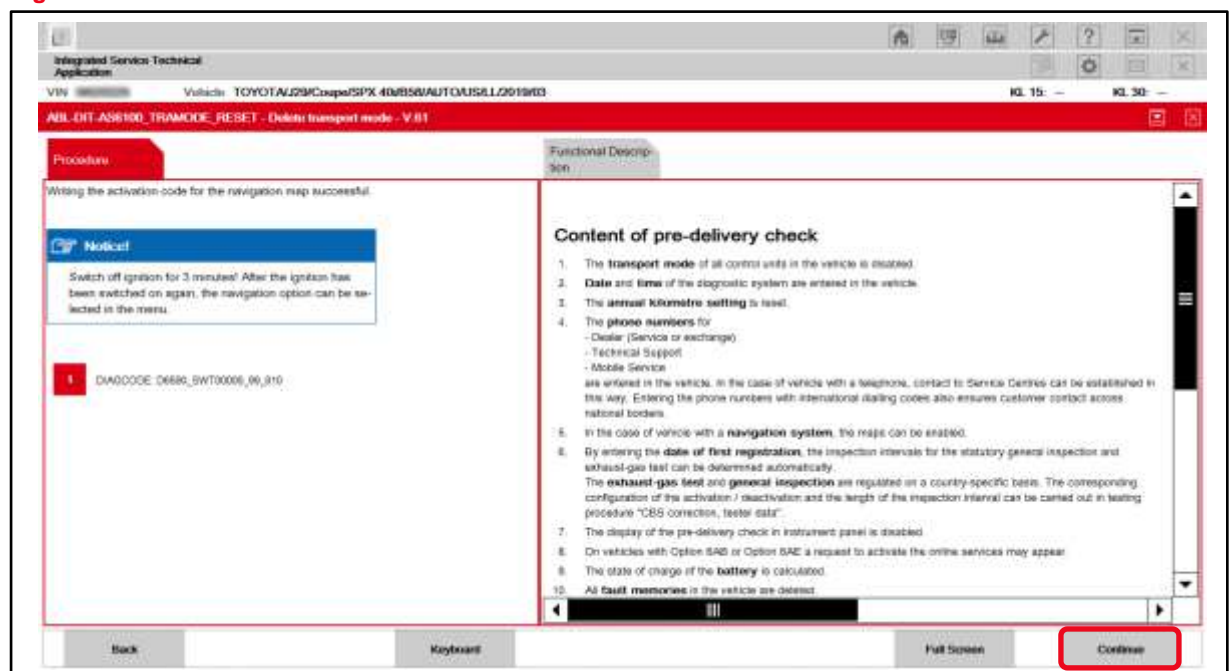 Integrated Service Technical
Application
VIN
Vehicle TOYOTA/J29/Coupe/SPX 40i/B58/AUTO/US/LL/2019/03
KL 15: -- KL 30: --
ABL-DIT-AS6100_TRAMODE_RESET - Delete transport mode - V.61
Procedure
Functional Descrip-
tion
Writing the activation code for the navigation map successful.
Notice!
Switch off ignition for 3 minutes! After the ignition has
been switched on again, the navigation option can be se-
lected in the menu.
1 DIAGCODE:
Content of pre-delivery check
1. The transport mode of all control units in the vehicle is disabled.
2. Date and time of the diagnostic system are entered in the vehicle.
3. The annual kilometre setting is reset.
4. The phone numbers for
- Dealer (Service or exchange)
- Technical Support
- Mobile Service
are entered in the vehicle. In the case of vehicle with a telephone, contact to Service Centres can be established in
this way. Entering the phone numbers with international dialling codes also ensures customer contact across
national borders.
5. In the case of vehicle with a navigation system, the maps can be enabled.
6. By entering the date of first registration, the inspection intervals for the statutory general inspection and
exhaust-gas test can be determined automatically.
The exhaust-gas test and general inspection are regulated on a country-specific basis. The corresponding
configuration of the activation / deactivation and the length of the inspection interval can be carried out in testing
procedure "CBS correction, tester data".
7. The display of the pre-delivery check in instrument panel is disabled.
8. On vehicles with Option 6AB or Option 6AE a request to activate the online services may appear.
9. The state of charge of the battery is calculated.
10. All fault memories in the vehicle are deleted.
Back
Keyboard
Full Screen
Continue